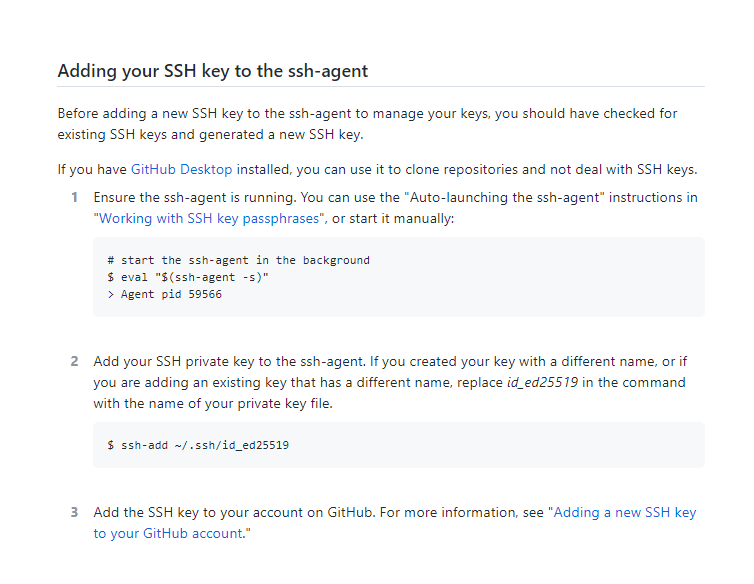 Adding your SSH key to the ssh-agent
Before adding a new SSH key to the ssh-agent to manage your keys, you should have checked for
existing SSH keys and generated a new SSH key.
If you have GitHub Desktop installed, you can use it to clone repositories and not deal with SSH keys.
1 Ensure the ssh-agent is running. You can use the "Auto-launching the ssh-agent" instructions in
"Working with SSH key passphrases", or start it manually:
# start the ssh-agent in the background
$ eval "$(ssh-agent -s)"
> Agent pid 59566
2 Add your SSH private key to the ssh-agent. If you created your key with a different name, or if
you are adding an existing key that has a different name, replace id_ed25519 in the command
with the name of your private key file.
$ ssh-add ~/.ssh/id_ed25519
3 Add the SSH key to your account on GitHub. For more information, see "Adding a new SSH key
to your GitHub account."